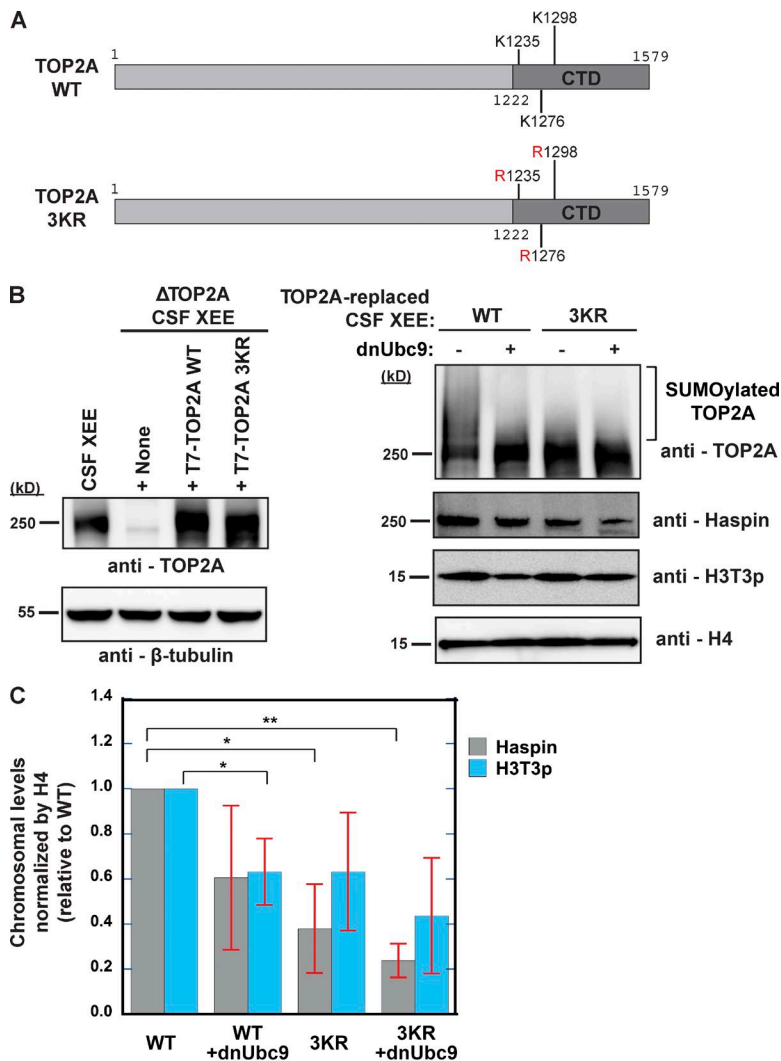 A
K1298
K1235
1
1579
TOP2A
WT
CTD
1222
K1276
R1298
R1235
1
1579
TOP2A
3KR
CTD
1222
R1276
B
ΔTOP2A
CSF XEE
CSF XEE
+ None
+ T7-TOP2A WT
+ T7-TOP2A 3KR
(kD)
250
anti - TOP2A
55
anti - β-tubulin
TOP2A-replaced
CSF XEE:
WT
3KR
dnUbc9:
- + - +
(kD)
SUMOylated
TOP2A
250
anti - TOP2A
250
anti - Haspin
15
anti - H3T3p
15
anti - H4
C
Chromosomal levels
normalized by H4
(relative to WT)
1.4
1.2
1.0
0.8
0.6
0.4
0.2
0.0
**
*
*
Haspin
H3T3p
WT
WT
+dnUbc9
3KR
3KR
+dnUbc9